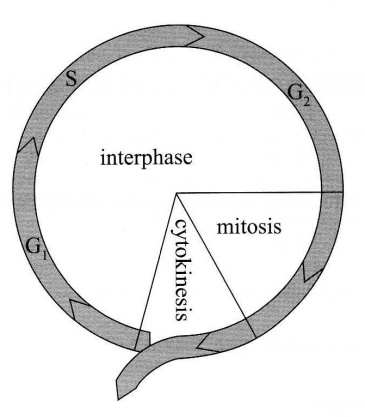 S
G₂
interphase
mitosis
G₁
cytokinesis